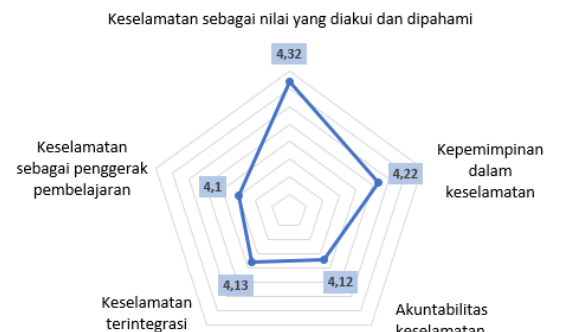 Keselamatan sebagai nilai yang diakui dan dipahami
4,32
Kepemimpinan
dalam
keselamatan
4,22
Keselamatan
sebagai penggerak
pembelajaran
4,1
4,13
4,12
Keselamatan
terintegrasi
Akuntabilitas
keselamatan